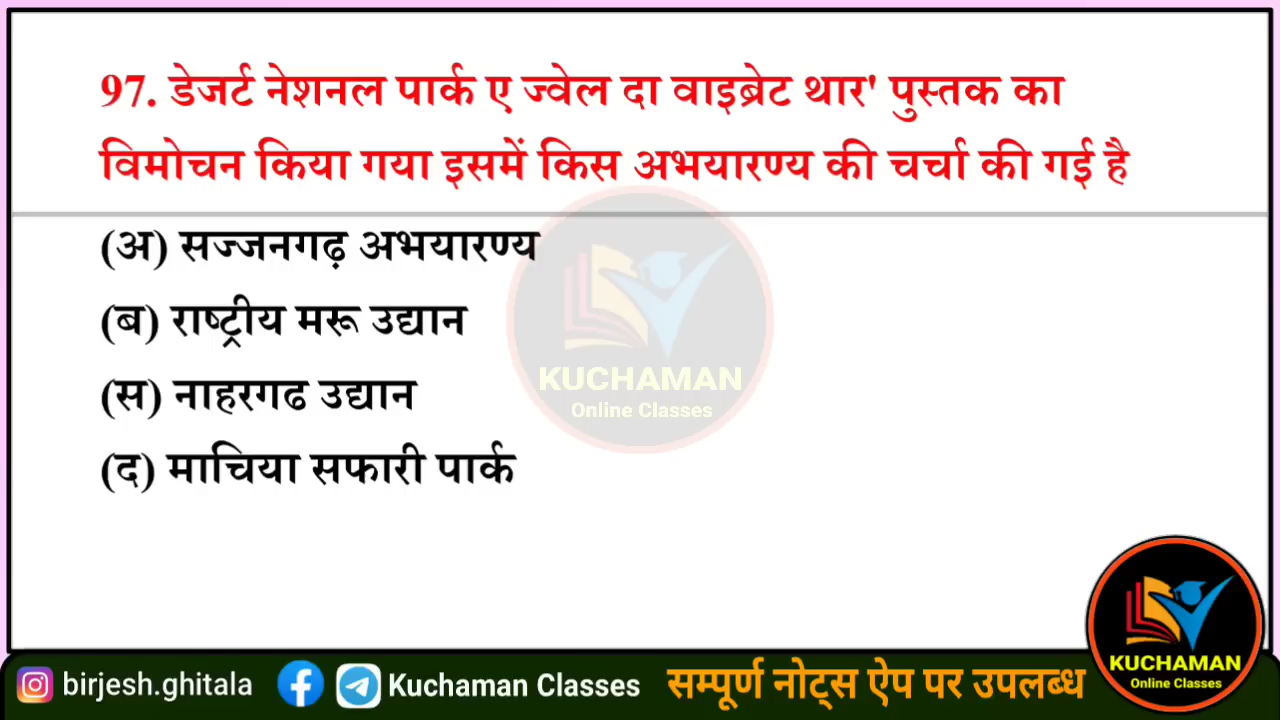 97. डेजर्ट नेशनल पार्क ए ज्वेल दा वाइब्रेट थार' पुस्तक का
विमोचन किया गया इसमें किस अभयारण्य की चर्चा की गई है
(अ) सज्जनगढ़ अभयारण्य
(ब) राष्ट्रीय मरू उद्यान
(स) नाहरगढ उद्यान
(द) माचिया सफारी पार्क
KUCHAMAN
Online Classes
birjesh.ghitala
Kuchaman Classes
सम्पूर्ण नोट्स ऐप पर उपलब्ध
KUCHAMAN
Online Classes